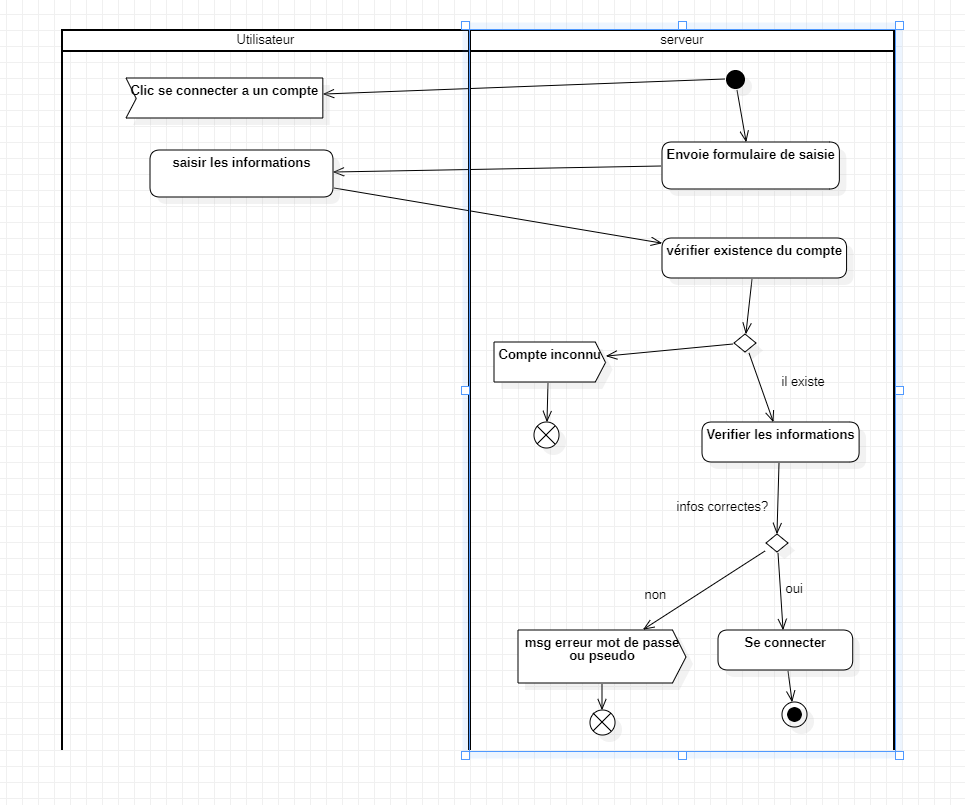 Utilisateur
serveur
Clic se connecter a un compte
Envoie formulaire de saisie
saisir les informations
vérifier existence du compte
Compte inconnu
il existe
Verifier les informations
infos correctes?
non
oui
msg erreur mot de passe
ou pseudo
Se connecter